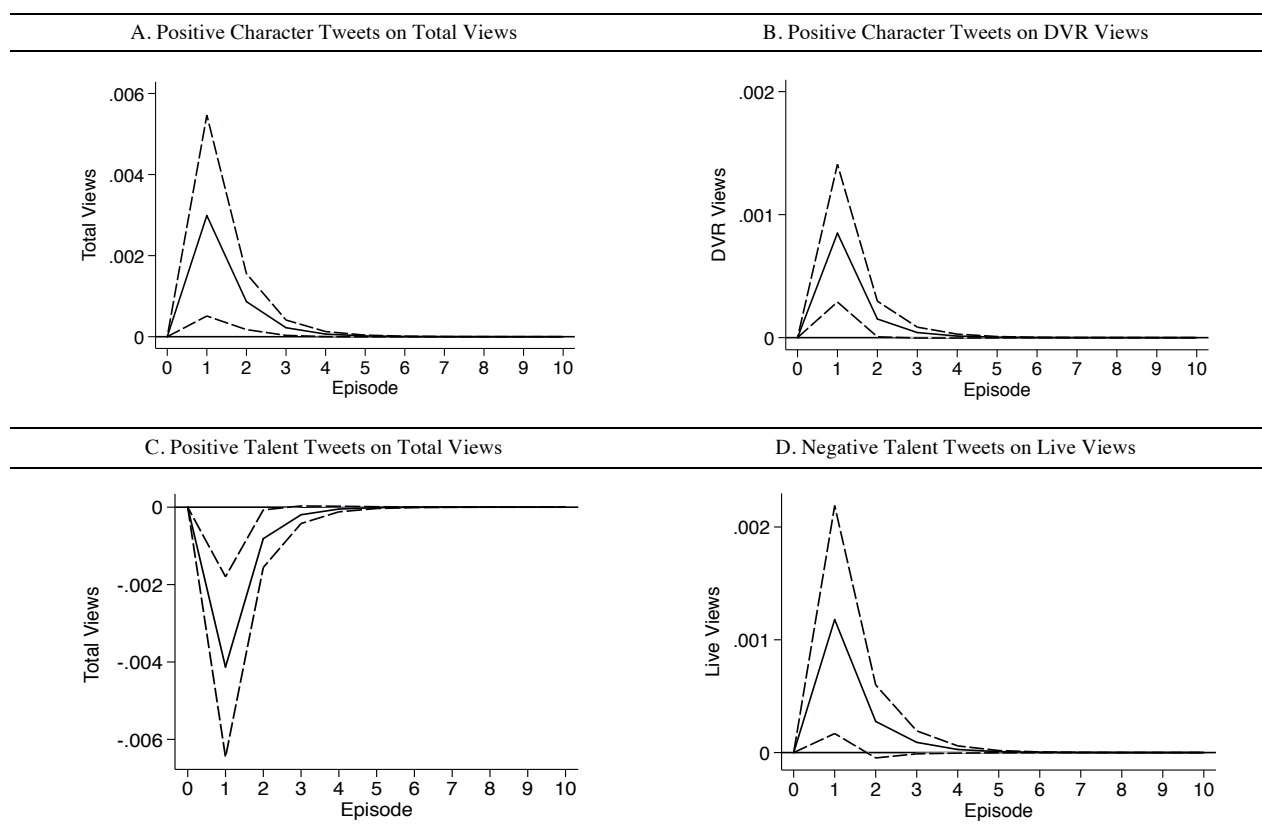 A. Positive Character Tweets on Total Views
B. Positive Character Tweets on DVR Views
.006
.004
.002
0
Total Views
0 1 2 3 4 5 6 7 8 9 10
Episode
.002
.001
0
DVR Views
0 1 2 3 4 5 6 7 8 9 10
Episode
C. Positive Talent Tweets on Total Views
D. Negative Talent Tweets on Live Views
0
-.002
-.004
-.006
Total Views
0 1 2 3 4 5 6 7 8 9 10
Episode
.002
.001
0
Live Views
0 1 2 3 4 5 6 7 8 9 10
Episode